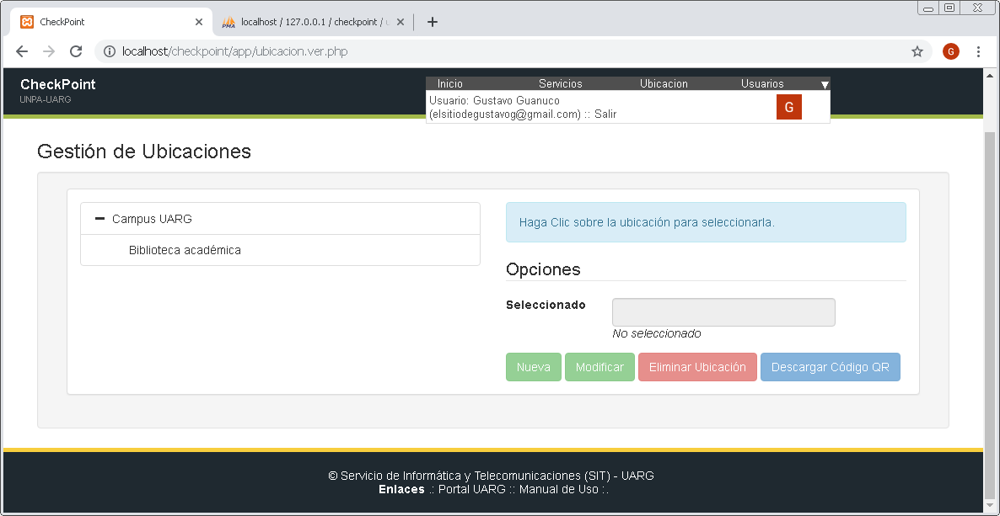 CheckPoint
localhost / 127.0.0.1 / checkpoint /
localhost/checkpoint/app/ubicacion.ver.php
G
CheckPoint
UNPA-UARG
Inicio Servicios Ubicacion Usuarios ▼
Usuario: Gustavo Guanuco
(elsitiodegustavog@gmail.com) :: Salir
G
Gestión de Ubicaciones
Campus UARG
Biblioteca académica
Haga Clic sobre la ubicación para seleccionarla.
Opciones
Seleccionado
No seleccionado
Nueva Modificar Eliminar Ubicación Descargar Código QR
© Servicio de Informática y Telecomunicaciones (SIT) - UARG
Enlaces .: Portal UARG :: Manual de Uso :.